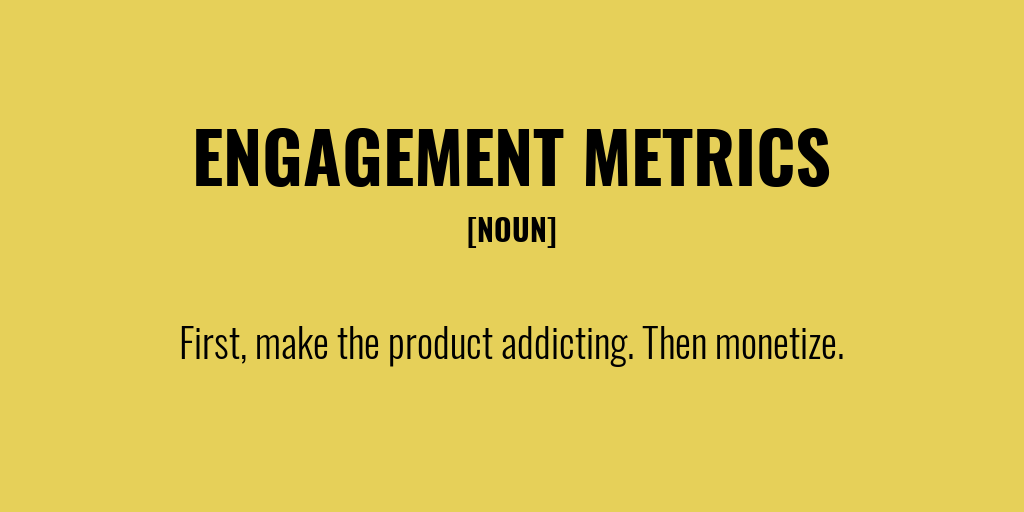 ENGAGEMENT METRICS
[NOUN]
First, make the product addicting. Then monetize.